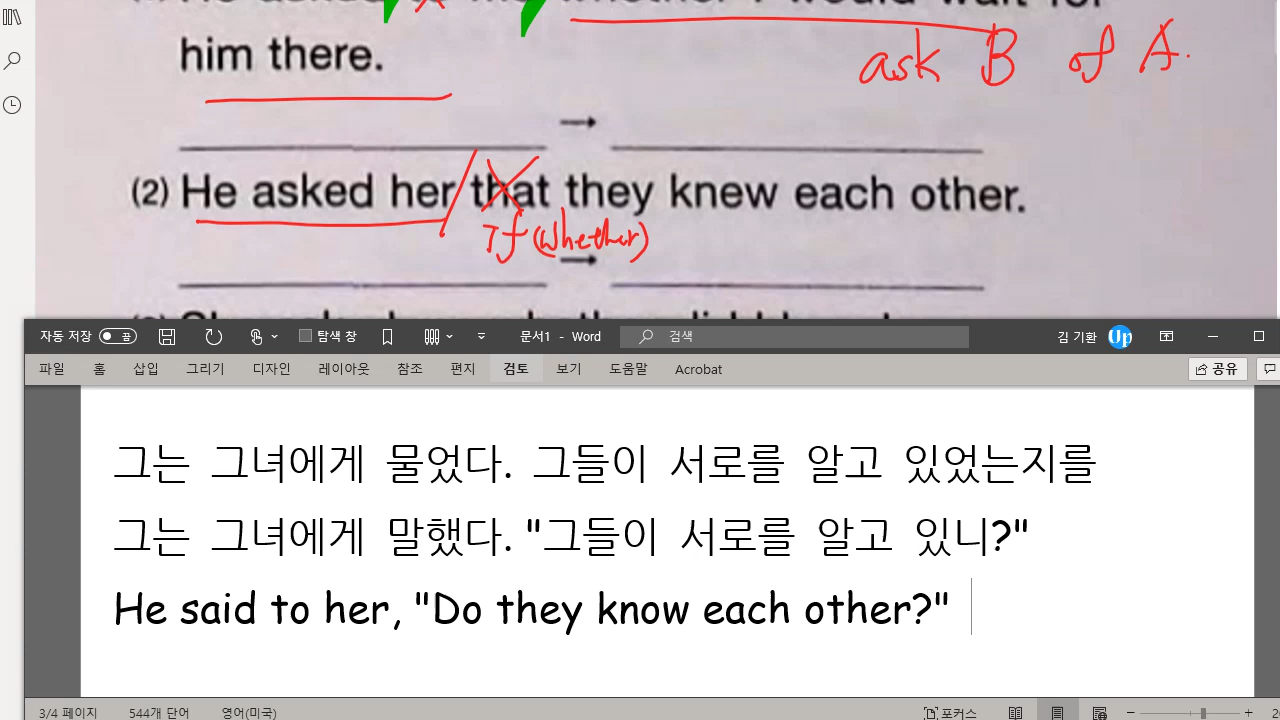 him there.
ask B of A.
→
(2) He asked her / that they knew each other.
If (whether)
→
자동 저장 끔 탐색 창 문서1 - Word 검색 김 기환
파일 홈 삽입 그리기 디자인 레이아웃 참조 편지 검토 보기 도움말 Acrobat 공유
그는 그녀에게 물었다. 그들이 서로를 알고 있었는지를
그는 그녀에게 말했다. "그들이 서로를 알고 있니?"
He said to her, "Do they know each other?"
3/4 페이지 544개 단어 영어(미국) 포커스